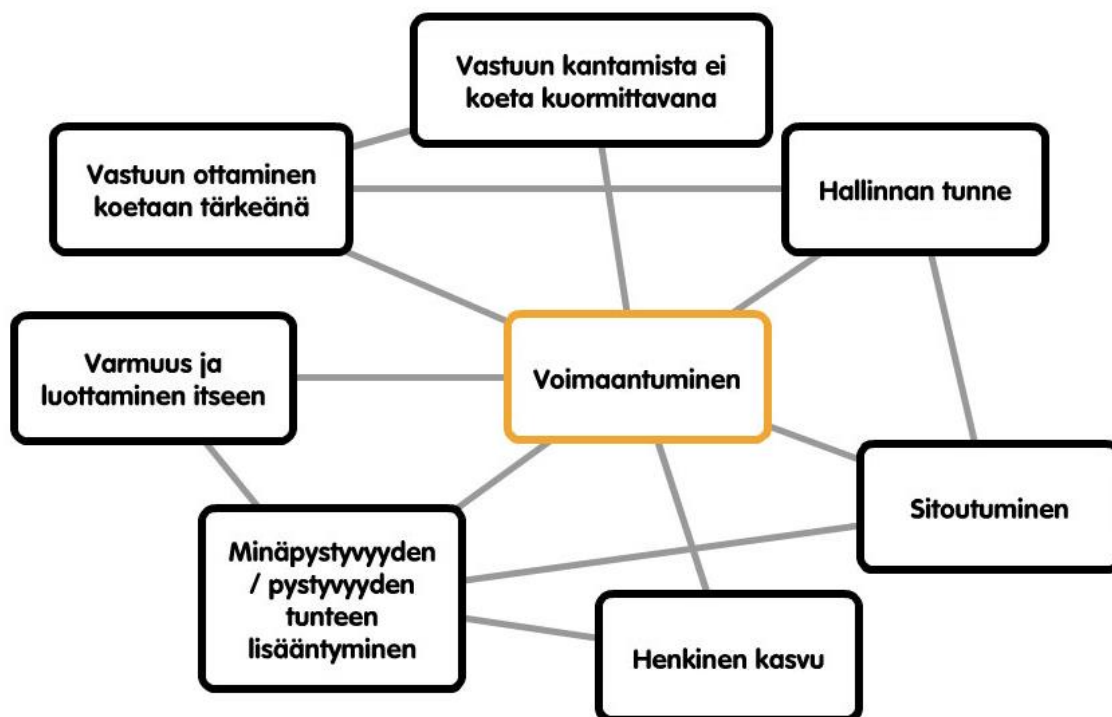 Vastuun kantamista ei
koeta kuormittavana
Vastuun ottaminen
koetaan tärkeänä
Hallinnan tunne
Varmuus ja
luottaminen itseen
Voimaantuminen
Sitoutuminen
Minäpystyvyyden
/ pystyvyyden
tunteen
lisääntyminen
Henkinen kasvu